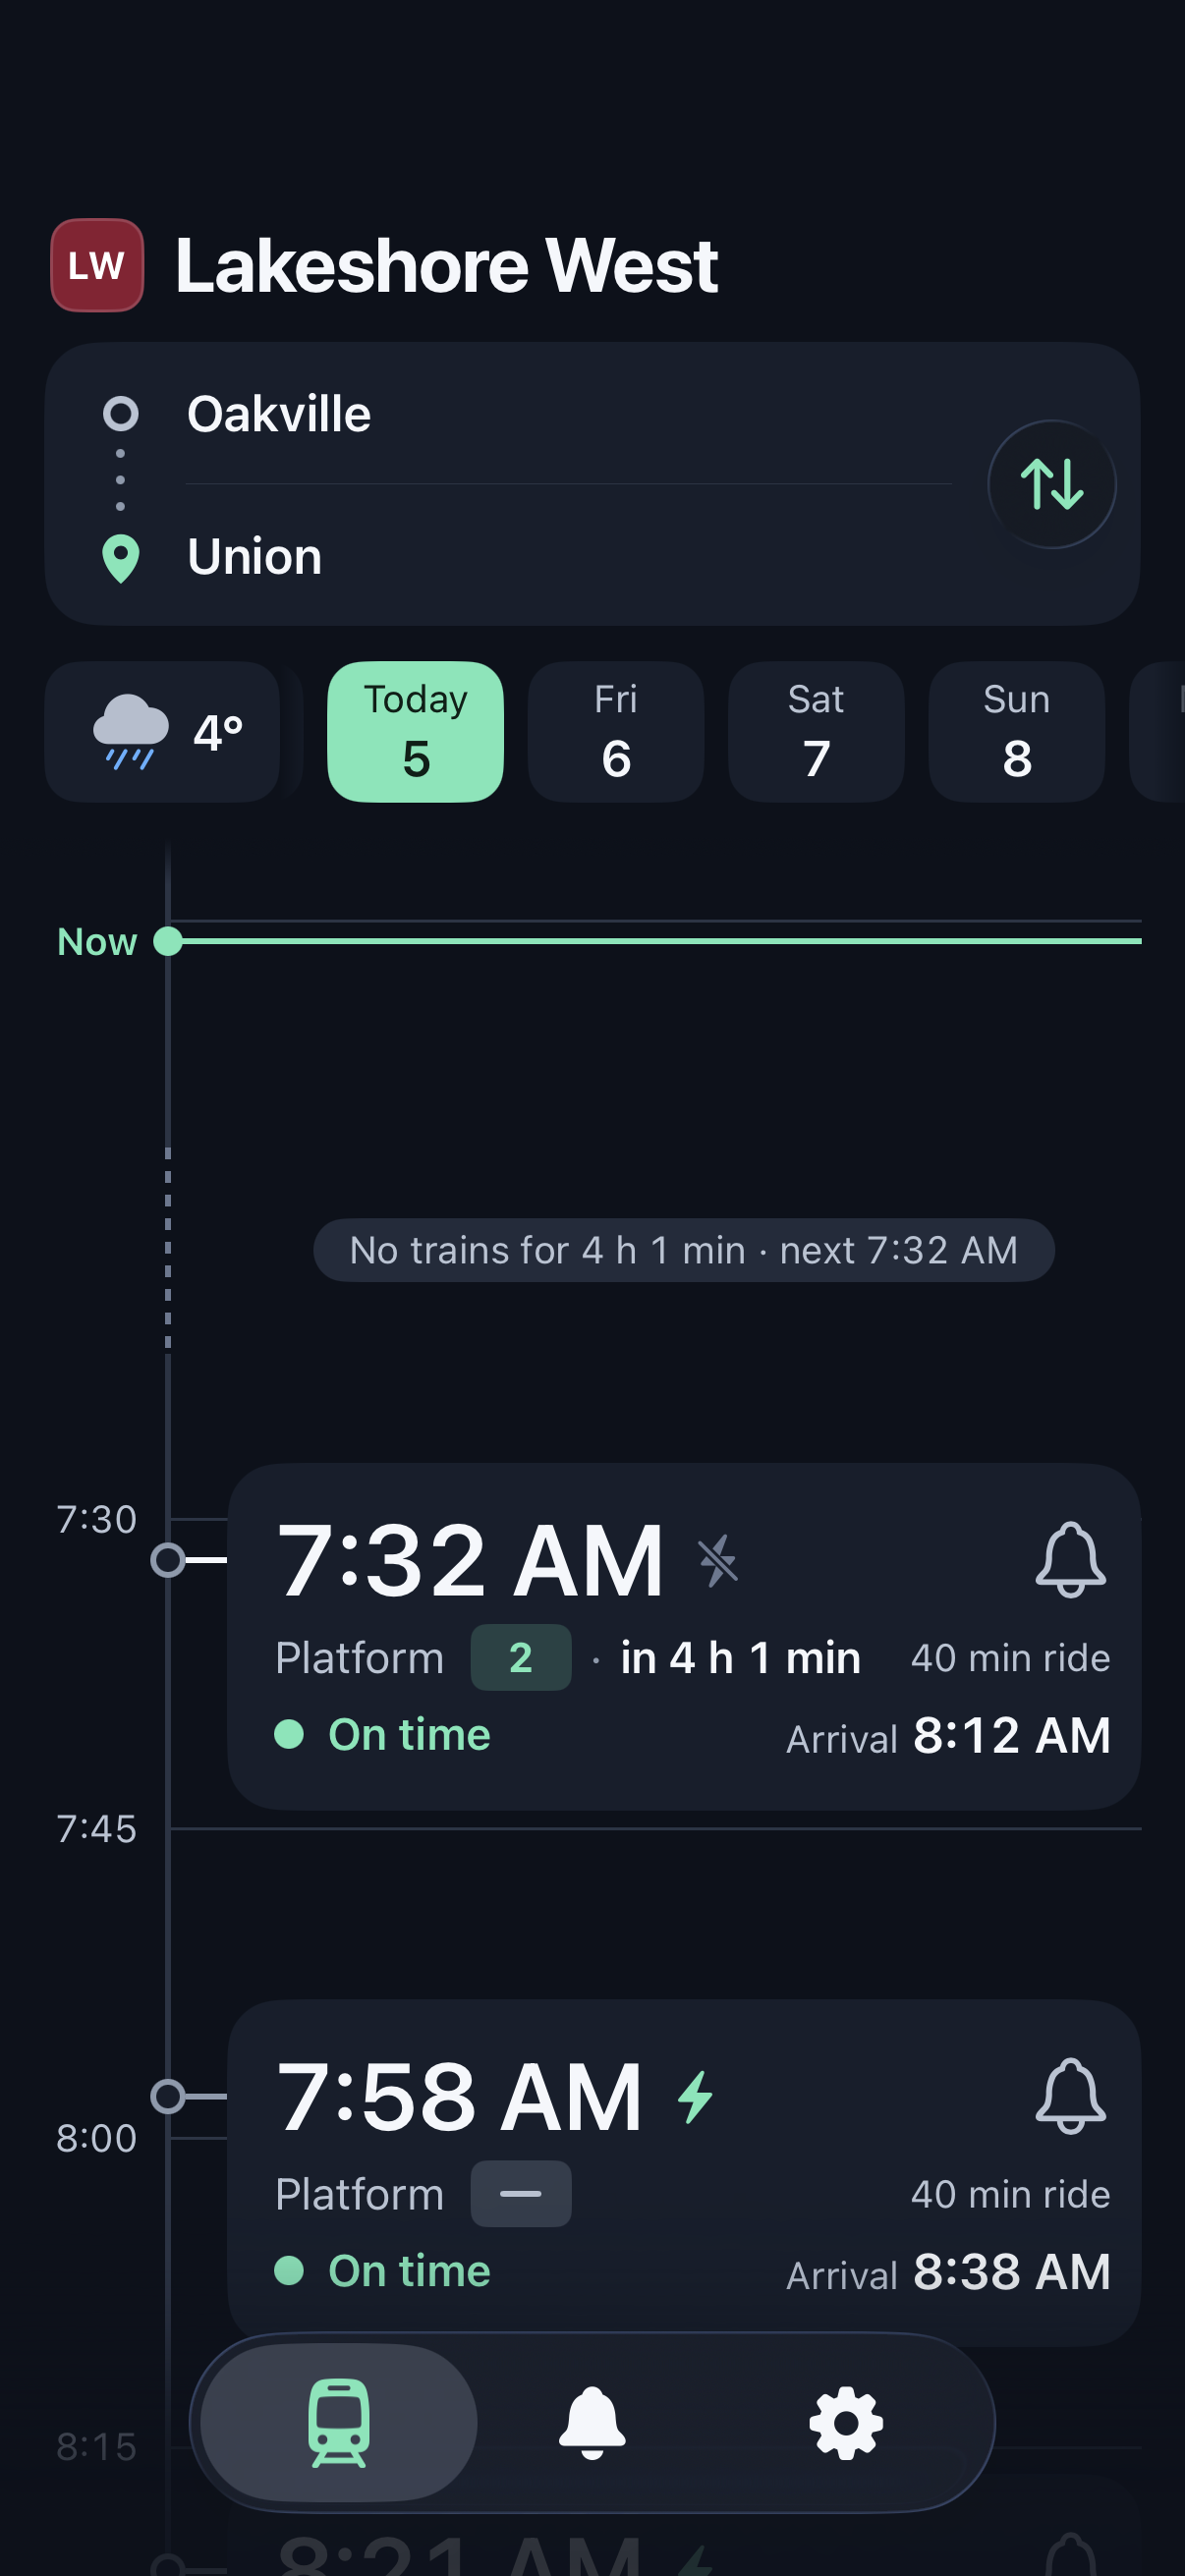 LW Lakeshore West
Oakville
Union
4° Today Fri Sat Sun
5 6 7 8
Now
No trains for 4 h 1 min · next 7:32 AM
7:30 7:32 AM
Platform 2 · in 4 h 1 min 40 min ride
On time Arrival 8:12 AM
7:45
7:58 AM
8:00
Platform — 40 min ride
On time Arrival 8:38 AM
8:15
8:21 AM